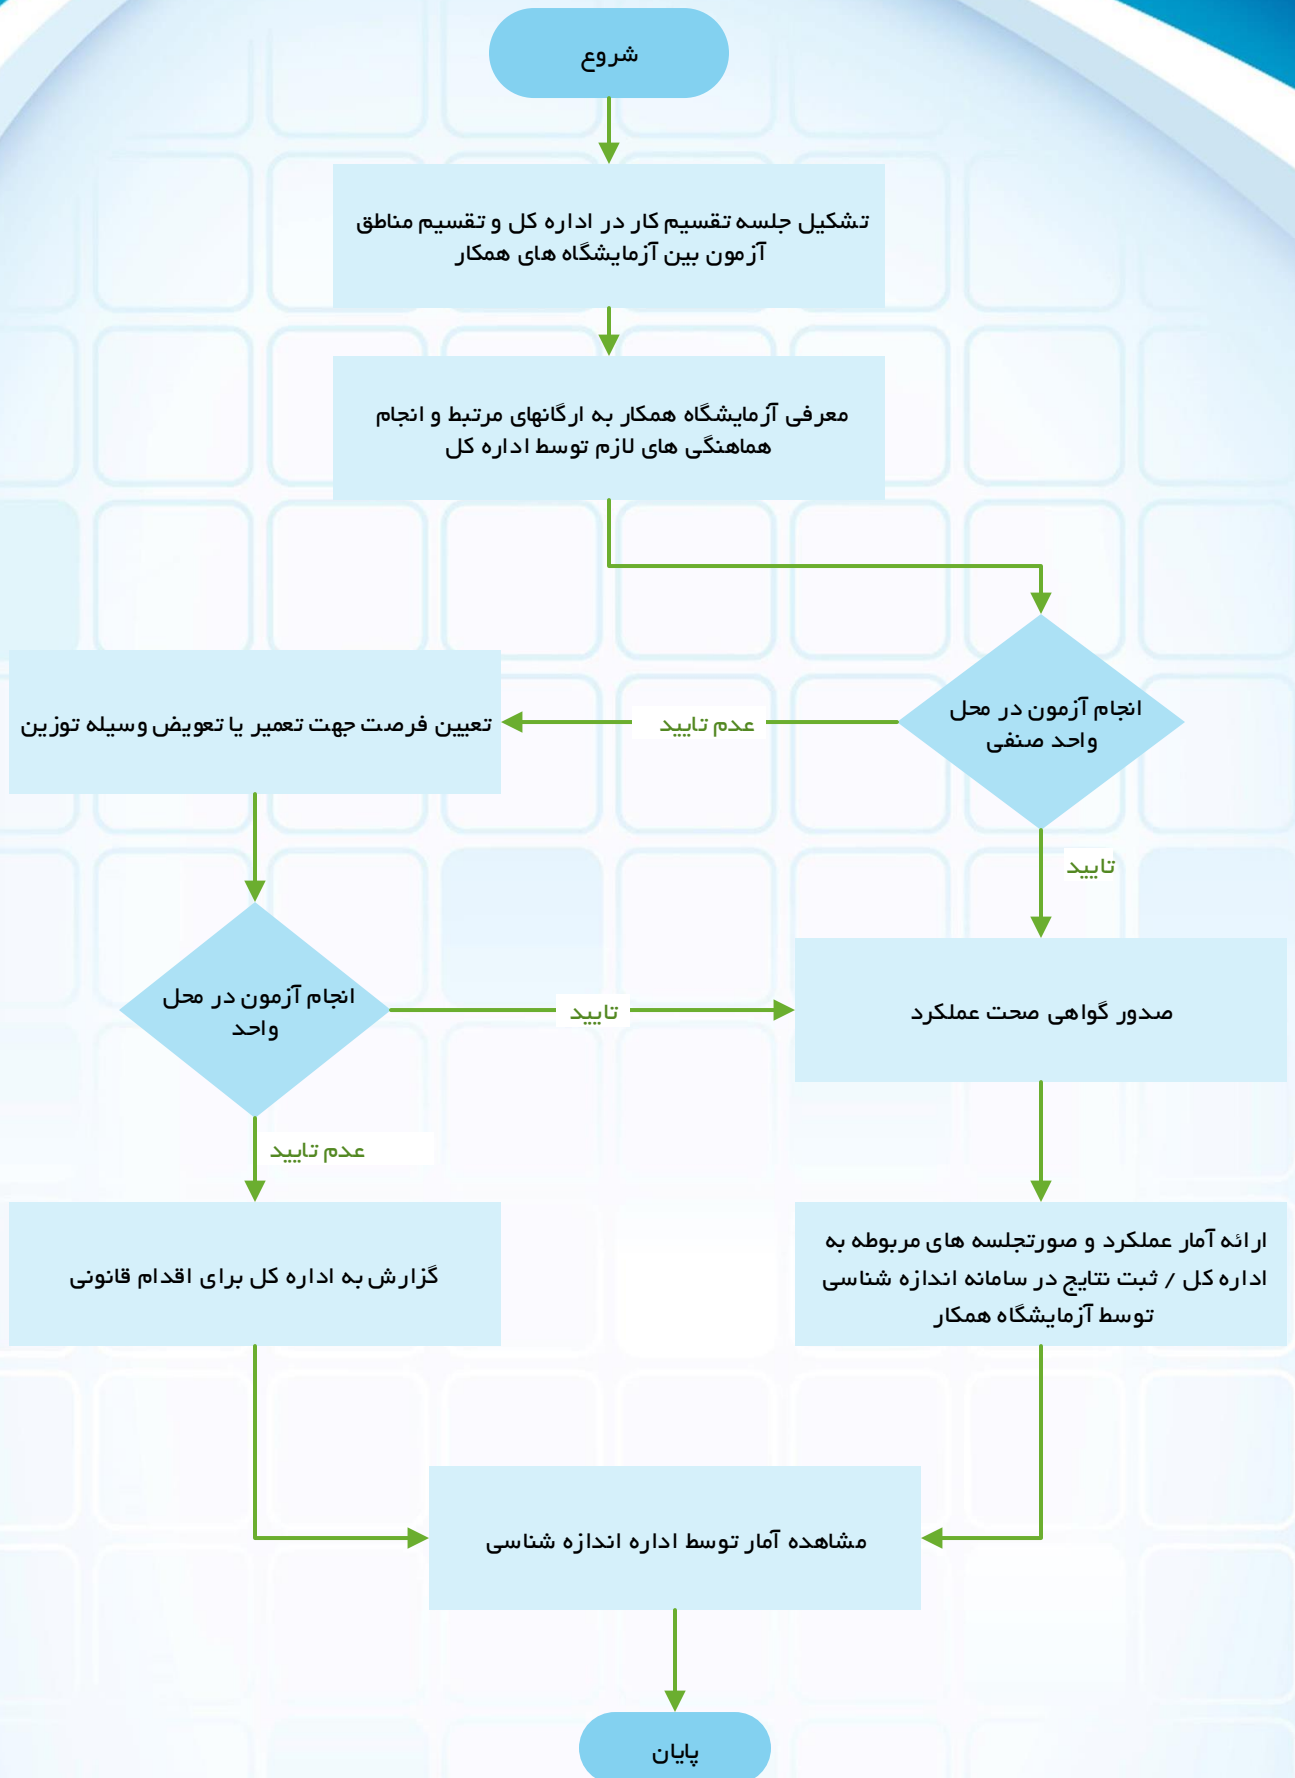 شروع
تشکیل جلسه تقسیم کار در اداره کل و تقسیم مناطق
آزمون بین آزمایشگاه های همکار
معرفی آزمایشگاه همکار به ارگانهای مرتبط و انجام
هماهنگی های لازم توسط اداره کل
انجام آزمون در محل
واحد صنفی
عدم تایید
تعیین فرصت جهت تعمیر یا تعویض وسیله توزین
تایید
انجام آزمون در محل
واحد
تایید
صدور گواهی صحت عملکرد
عدم تایید
ارائه آمار عملکرد و صورتجلسه های مربوطه به
اداره کل / ثبت نتایج در سامانه اندازه شناسی
توسط آزمایشگاه همکار
گزارش به اداره کل برای اقدام قانونی
مشاهده آمار توسط اداره اندازه شناسی
پایان